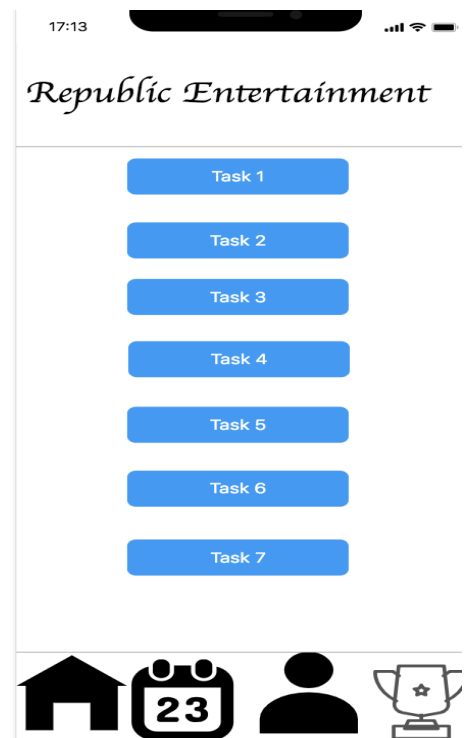 17:13
Republic Entertainment
Task 1
Task 2
Task 3
Task 4
Task 5
Task 6
Task 7
23